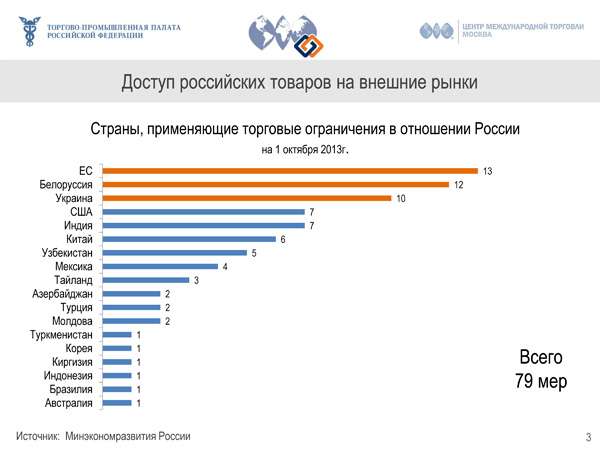 ТОРГОВО-ПРОМЫШЛЕННАЯ ПАЛАТА
РОССИЙСКОЙ ФЕДЕРАЦИИ
ЦЕНТР МЕЖДУНАРОДНОЙ ТОРГОВЛИ
МОСКВА
Доступ российских товаров на внешние рынки
Страны, применяющие торговые ограничения в отношении России
на 1 октября 2013г.
ЕС 13
Белоруссия 12
Украина 10
США 7
Индия 7
Китай 6
Узбекистан 5
Мексика 4
Тайланд 3
Азербайджан 2
Турция 2
Молдова 2
Туркменистан 1
Корея 1
Киргизия 1
Индонезия 1
Бразилия 1
Австралия 1
Всего
79 мер
Источник: Минэкономразвития России
3